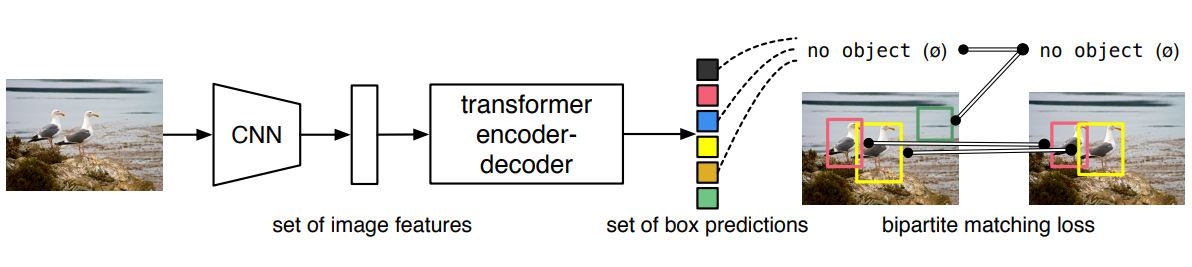 no object (ø)
no object (ø)
CNN
transformer
encoder-
decoder
set of image features
set of box predictions
bipartite matching loss